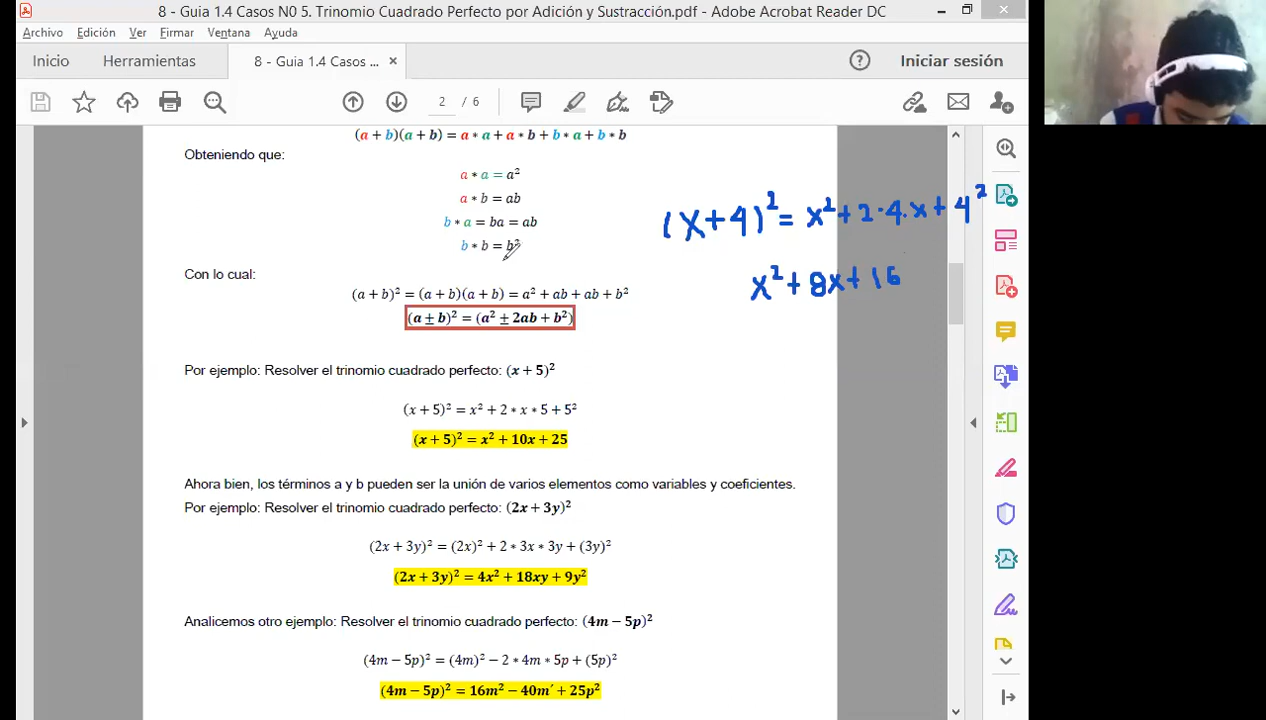 8 - Guia 1.4 Casos N0 5. Trinomio Cuadrado Perfecto por Adición y Sustracción.pdf - Adobe Acrobat Reader DC
Archivo Edición Ver Firmar Ventana Ayuda
Inicio Herramientas 8 - Guia 1.4 Casos ... × Iniciar sesión
2 / 6
(a + b)(a + b) = a * a + a * b + b * a + b * b
Obteniendo que:
a * a = a²
a * b = ab
b * a = ba = ab
b * b = b²
(x+4)² = x²+2·4·x+4²
x²+8x+16
Con lo cual:
(a + b)² = (a + b)(a + b) = a² + ab + ab + b²
(a ± b)² = (a² ± 2ab + b²)
Por ejemplo: Resolver el trinomio cuadrado perfecto: (x + 5)²
(x + 5)² = x² + 2 * x * 5 + 5²
(x + 5)² = x² + 10x + 25
Ahora bien, los términos a y b pueden ser la unión de varios elementos como variables y coeficientes.
Por ejemplo: Resolver el trinomio cuadrado perfecto: (2x + 3y)²
(2x + 3y)² = (2x)² + 2 * 3x * 3y + (3y)²
(2x + 3y)² = 4x² + 18xy + 9y²
Analicemos otro ejemplo: Resolver el trinomio cuadrado perfecto: (4m − 5p)²
(4m − 5p)² = (4m)² − 2 * 4m * 5p + (5p)²
(4m − 5p)² = 16m² − 40m´ + 25p²